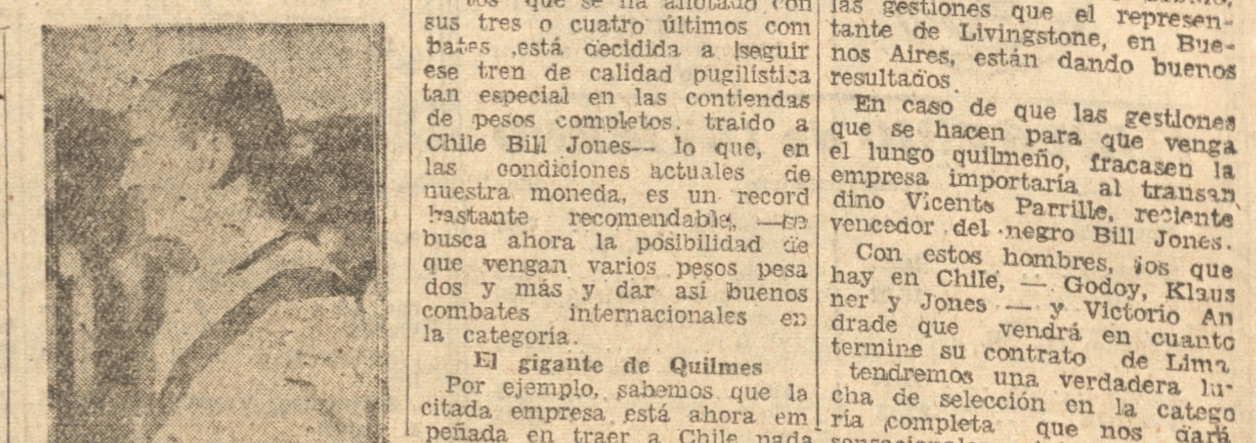 tos que se ha anotado con
sus tres o cuatro últimos com
bates está decidida a seguir
ese tren de calidad pugilística
tan especial en las contiendas
de pesos completos. traido a
Chile Bill Jones— lo que, en
las condiciones actuales de
nuestra moneda, es un record
bastante recomendable, —se
busca ahora la posibilidad de
que vengan varios pesos pesa
dos y más y dar asi buenos
combates internacionales en
la categoría.
El gigante de Quilmes
Por ejemplo, sabemos que la
citada empresa está ahora em
peñada en traer a Chile nada
las gestiones que el represen-
tante de Livingstone, en Bue-
nos Aires, están dando buenos
resultados.
En caso de que las gestiones
que se hacen para que venga
el lungo quilmeño, fracasen la
empresa importaría al transan
dino Vicente Parrille, reciente
vencedor del negro Bill Jones.
Con estos hombres, los que
hay en Chile, — Godoy, Klaus
ner y Jones — y Victorio An
drade que vendrá en cuanto
termine su contrato de Lima
tendremos una verdadera lu-
cha de selección en la catego
ría completa que nos dará